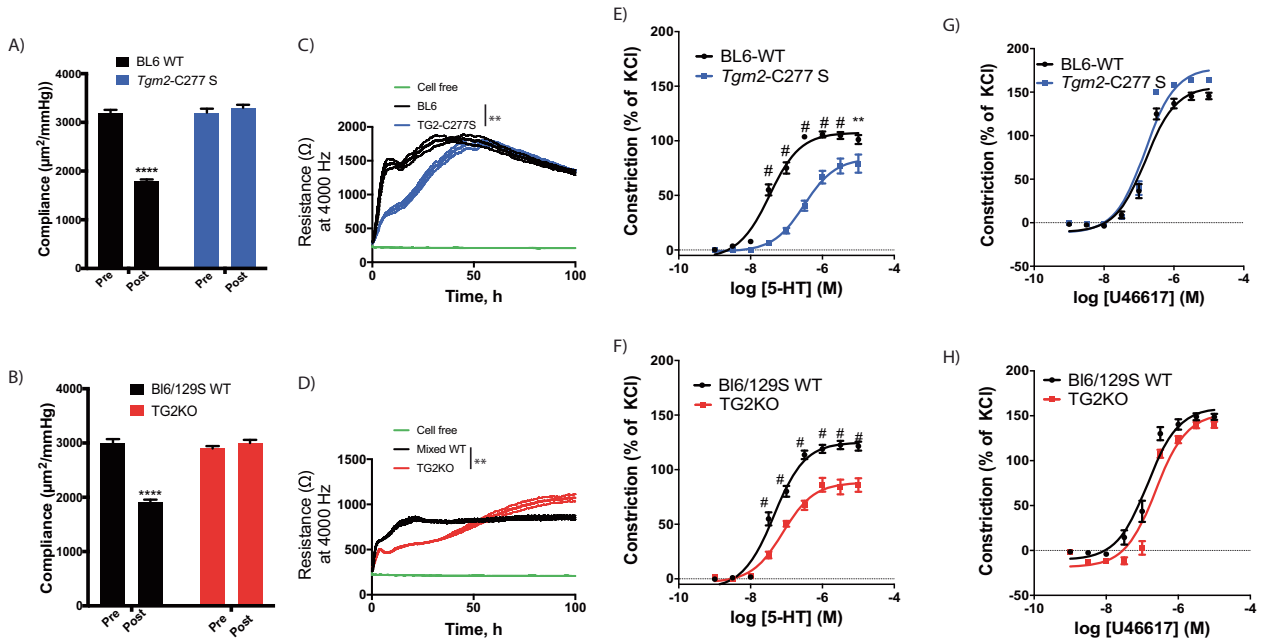 A)
BL6 WT
Tgm2-C277 S
Compliance (µm²/mmHg))
4000
3000
2000
1000
0
****
Pre
Post
Pre
Post
B)
Bl6/129S WT
TG2KO
Compliance (µm²/mmHg)
4000
3000
2000
1000
0
****
Pre
Post
Pre
Post
C)
Cell free
BL6
TG2-C277S
**
Resistance (Ω)
at 4000 Hz
2000
1500
1000
500
0
0
50
100
Time, h
D)
Cell free
Mixed WT
TG2KO
**
Resistance (Ω)
at 4000 Hz
1500
1000
500
0
0
50
100
Time, h
E)
BL6-WT
Tgm2-C277 S
Constriction (% of KCl)
200
150
100
50
0
# # # # # **
-10
-8
-6
-4
log [5-HT] (M)
F)
Bl6/129S WT
TG2KO
Constriction (% of KCl)
200
150
100
50
0
# # # # # #
-10
-8
-6
-4
log [5-HT] (M)
G)
BL6-WT
Tgm2-C277 S
Constriction (% of KCl)
200
150
100
50
0
-50
-10
-8
-6
-4
log [U46617] (M)
H)
Bl6/129S WT
TG2KO
Constriction (% of KCl)
200
150
100
50
0
-50
-10
-8
-6
-4
log [U46617] (M)